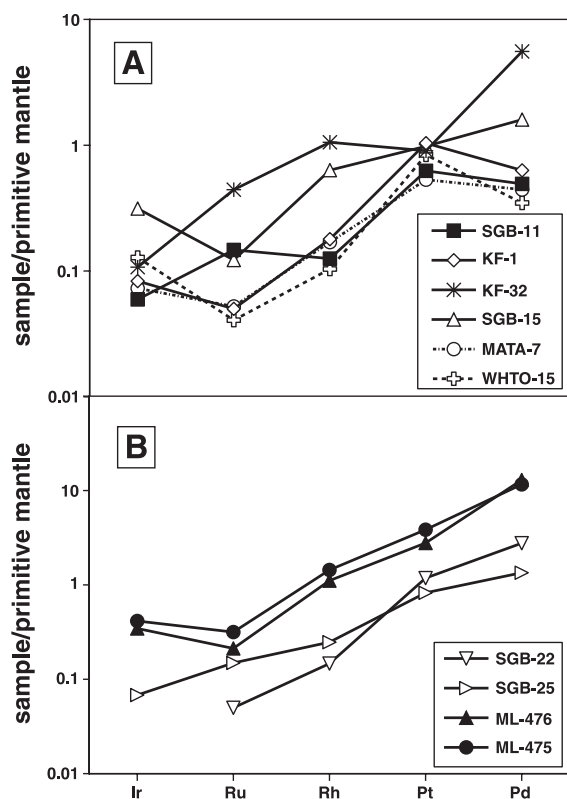 10
A
1
sample/primitive mantle
0.1
SGB-11
KF-1
KF-32
SGB-15
MATA-7
WHTO-15
0.01
B
10
sample/primitive mantle
1
0.1
SGB-22
SGB-25
ML-476
ML-475
0.01
Ir Ru Rh Pt Pd